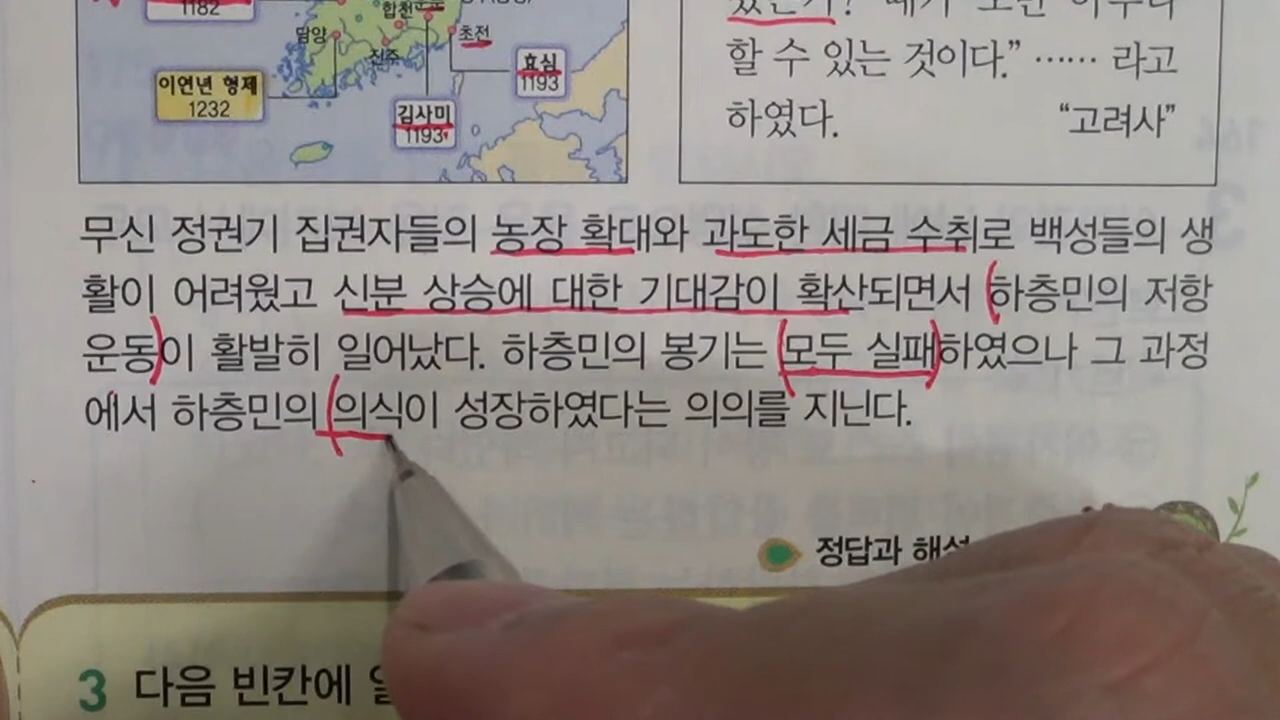 1182
합천
담양
초전
진주
효심
1193
이연년 형제
1232
김사미
1193
할 수 있는 것이다.” …… 라고
하였다. “고려사”
무신 정권기 집권자들의 농장 확대와 과도한 세금 수취로 백성들의 생
활이 어려웠고 신분 상승에 대한 기대감이 확산되면서 하층민의 저항
운동이 활발히 일어났다. 하층민의 봉기는 모두 실패하였으나 그 과정
에서 하층민의 의식이 성장하였다는 의의를 지닌다.
정답과 해설
3 다음 빈칸에